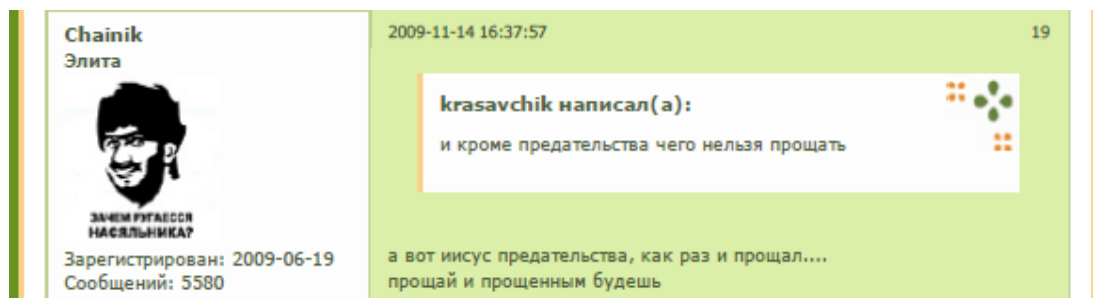 Chainik
Элита
ЗАЧЕМ РУГАЕССЯ
НАСЯЛЬНИКА?
Зарегистрирован: 2009-06-19
Сообщений: 5580
2009-11-14 16:37:57
19
krasavchik написал(а):
и кроме предательства чего нельзя прощать
а вот иисус предательства, как раз и прощал....
прощай и прощенным будешь